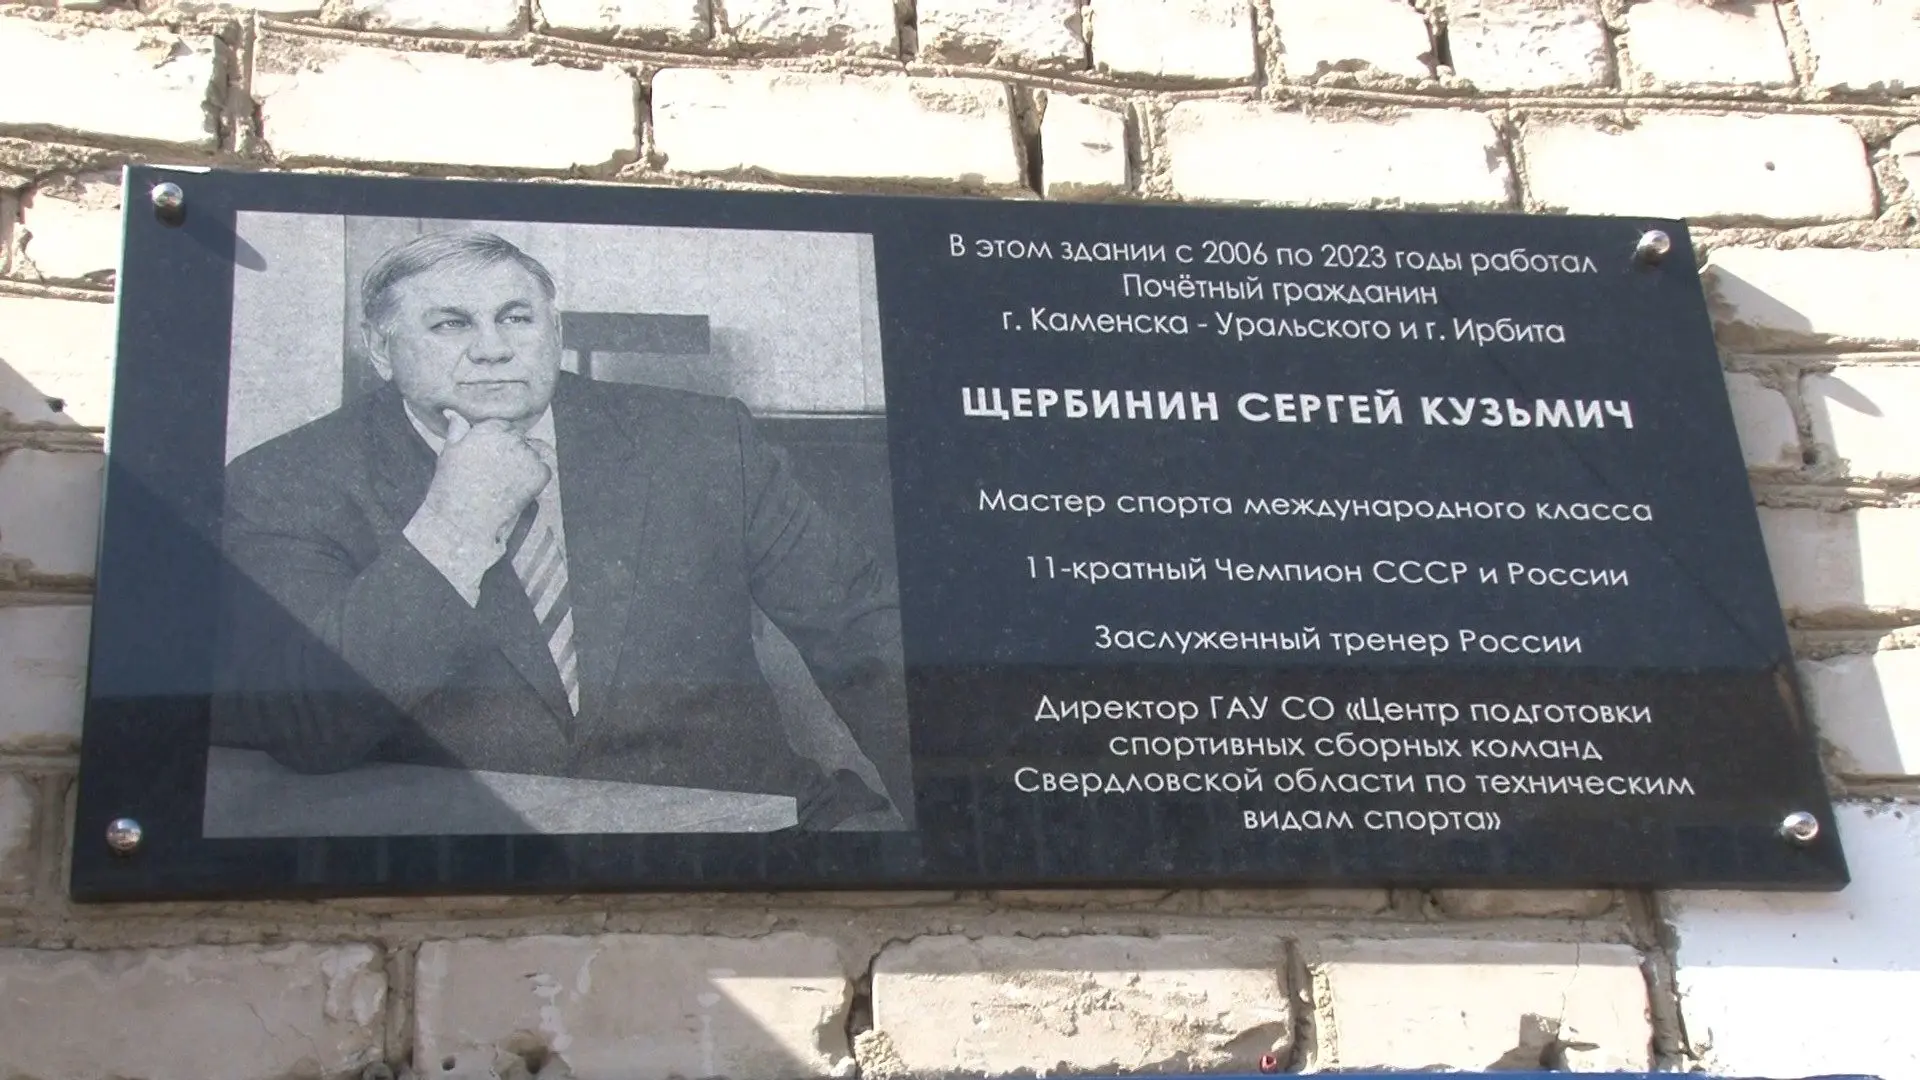 В этом здании с 2006 по 2023 годы работал
Почётный гражданин
г. Каменска - Уральского и г. Ирбита
ЩЕРБИНИН СЕРГЕЙ КУЗЬМИЧ
Мастер спорта международного класса
11-кратный Чемпион СССР и России
Заслуженный тренер России
Директор ГАУ СО «Центр подготовки
спортивных сборных команд
Свердловской области по техническим
видам спорта»